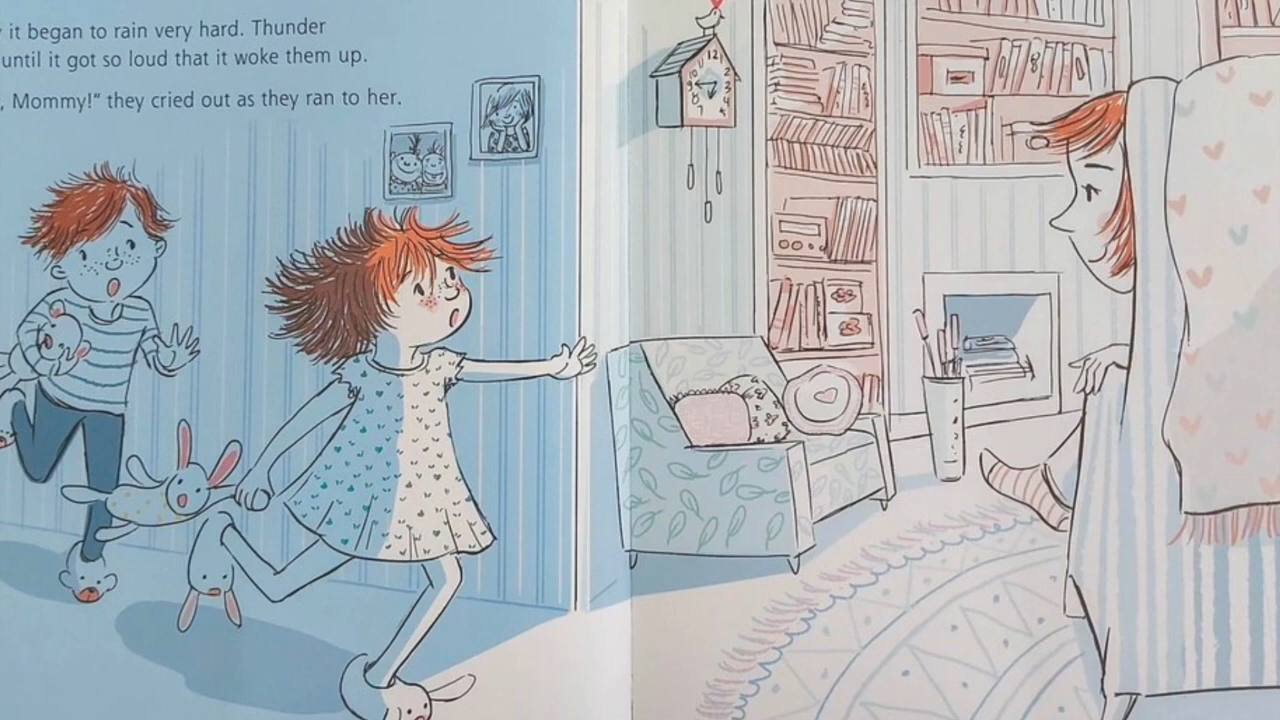 it began to rain very hard. Thunder
until it got so loud that it woke them up.
, Mommy!“ they cried out as they ran to her.